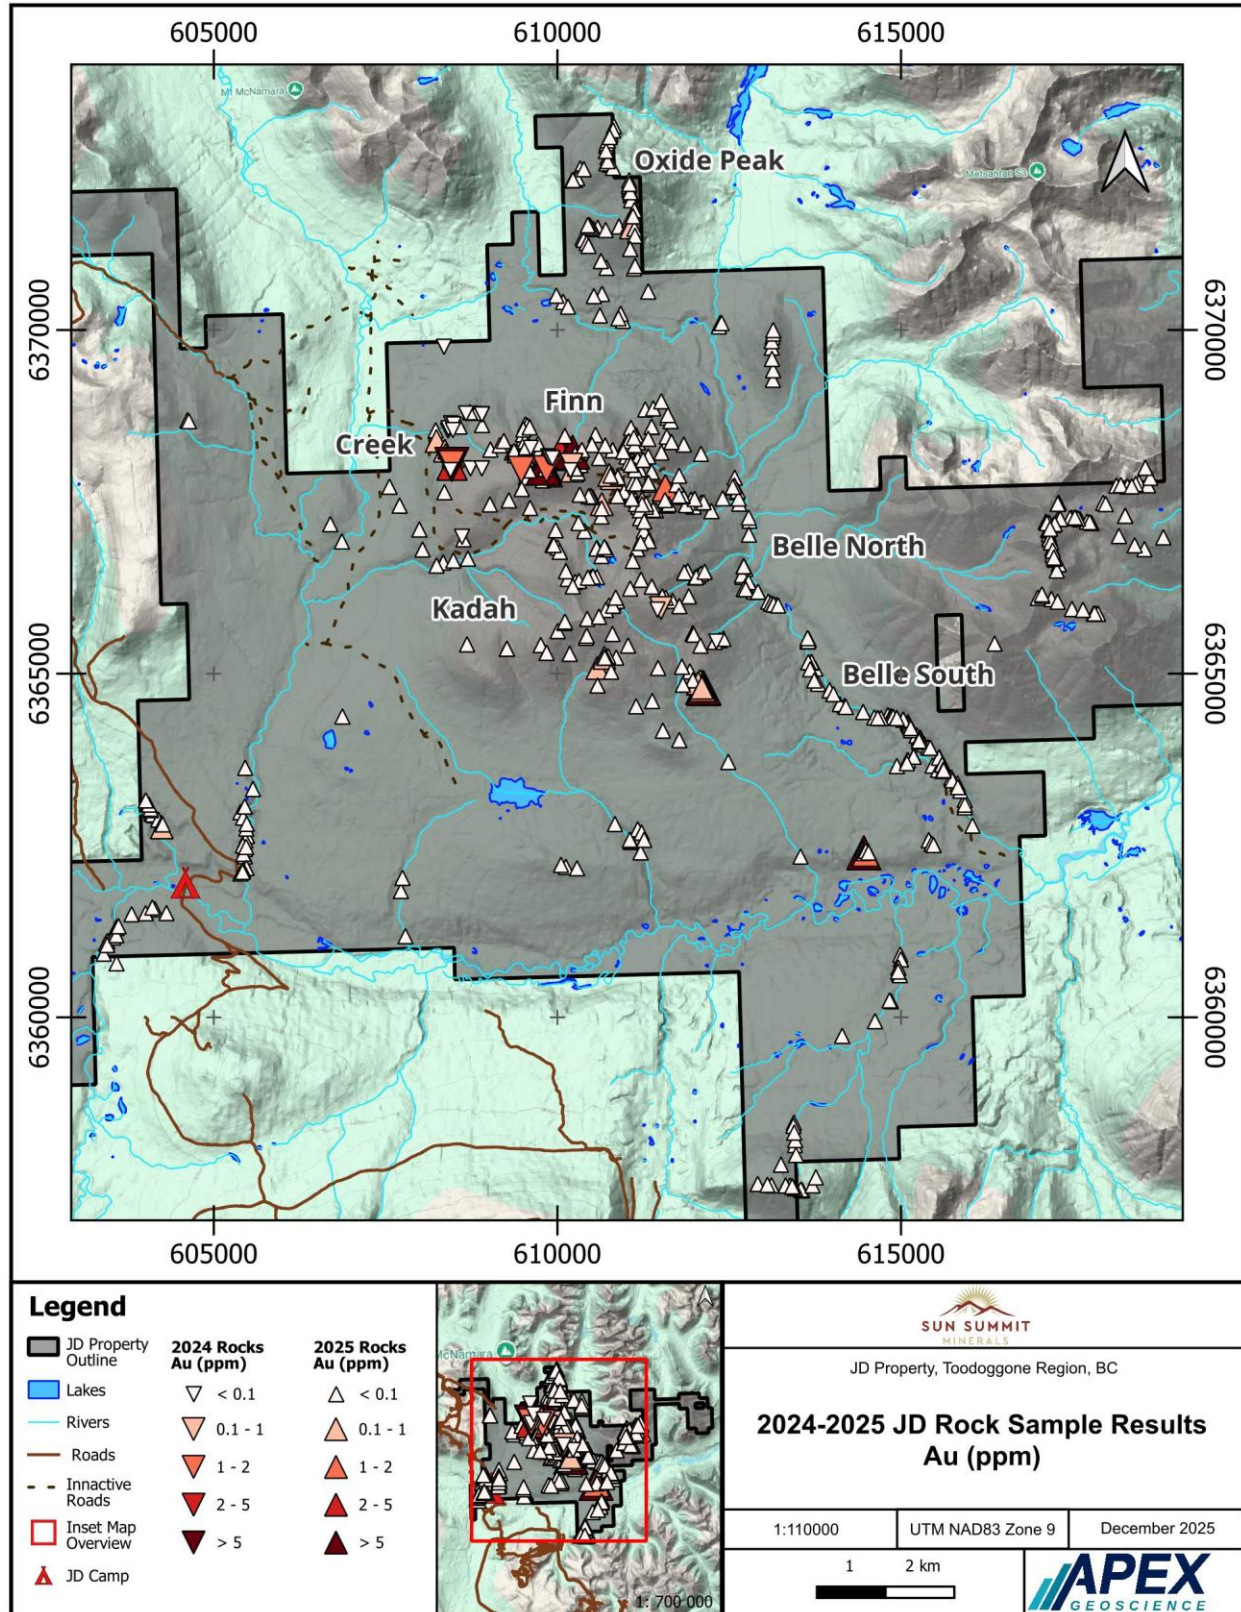 605000
610000
615000
Mt McNamara
Oxide Peak
Metsantan S3
6370000
6370000
Finn
Creek
Belle North
Kadah
6365000
Belle South
6365000
6360000
6360000
605000
610000
615000
Legend
JD Property
Outline
Lakes
Rivers
Roads
Innactive
Roads
Inset Map
Overview
JD Camp
2024 Rocks
Au (ppm)
< 0.1
0.1 - 1
1 - 2
2 - 5
> 5
2025 Rocks
Au (ppm)
< 0.1
0.1 - 1
1 - 2
2 - 5
> 5
McNamara
1: 700 000
SUN SUMMIT
MINERALS
JD Property, Toodoggone Region, BC
2024-2025 JD Rock Sample Results
Au (ppm)
1:110000
UTM NAD83 Zone 9
December 2025
1
2 km
APEX
GEOSCIENCE